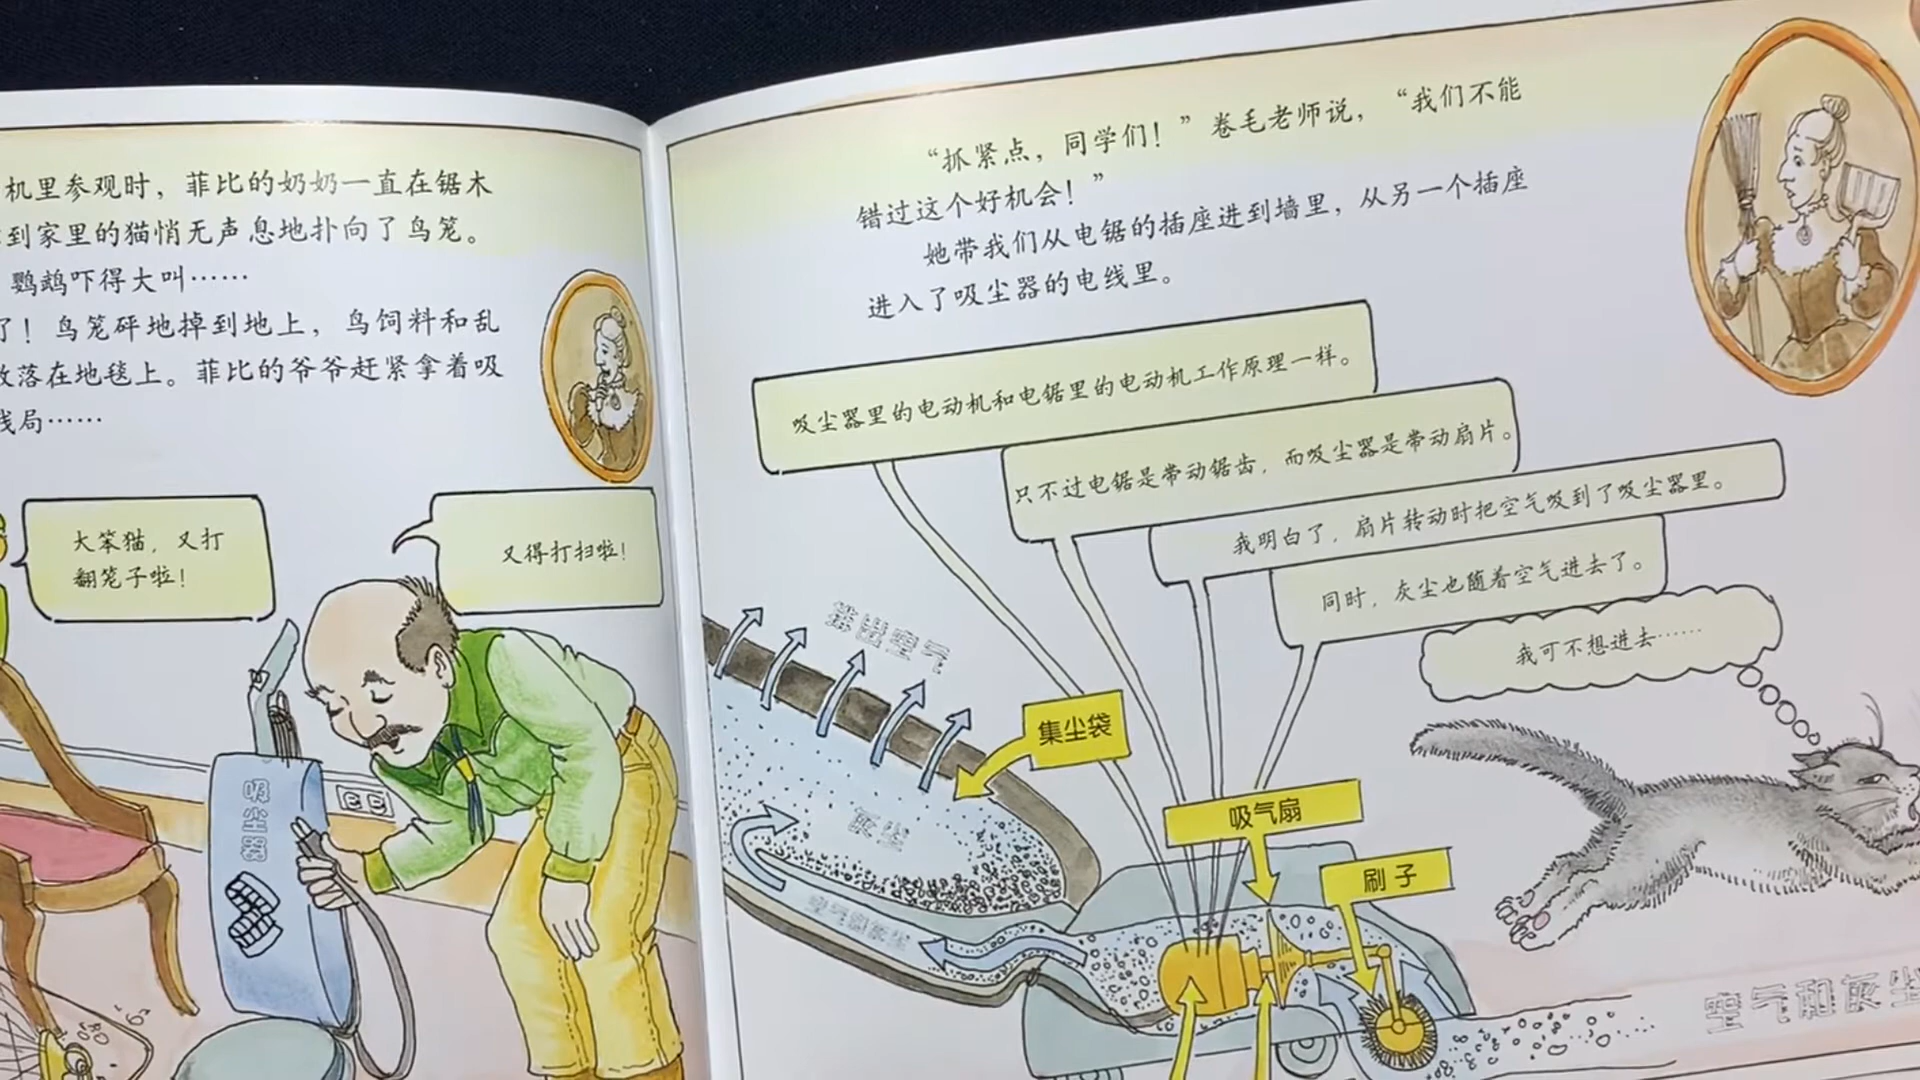 机里参观时，菲比的奶奶一直在锯木
到家里的猫悄无声息地扑向了鸟笼。
鹦鹉吓得大叫……
了！鸟笼砰地掉到地上，鸟饲料和乱
散落在地毯上。菲比的爷爷赶紧拿着吸
残局……
大笨猫，又打
翻笼子啦！
又得打扫啦！
吸尘器
“抓紧点，同学们！”卷毛老师说，“我们不能
错过这个好机会！”
她带我们从电锯的插座进到墙里，从另一个插座
进入了吸尘器的电线里。
吸尘器里的电动机和电锯里的电动机工作原理一样。
只不过电锯是带动锯齿，而吸尘器是带动扇片。
我明白了，扇片转动时把空气吸到了吸尘器里。
同时，灰尘也随着空气进去了。
我可不想进去……
排出空气
集尘袋
灰尘
吸气扇
刷子
空气和灰尘
空气和灰尘